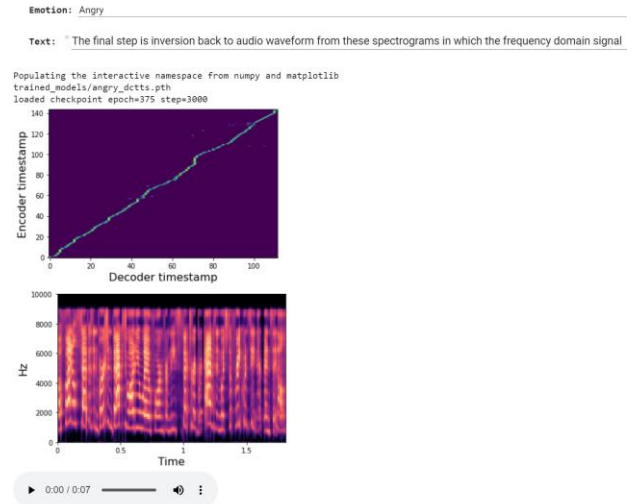 Emotion: Angry
Text: "The final step is inversion back to audio waveform from these spectrograms in which the frequency domain signal
Populating the interactive namespace from numpy and matplotlib
trained_models/angry_dctts.pth
loaded checkpoint epoch=375 step=3000
140
120
100
80
60
40
20
0
Encoder timestamp
0 20 40 60 80 100
Decoder timestamp
10000
8000
6000
4000
2000
0
Hz
0 0.5 1 1.5
Time
0:00 / 0:07